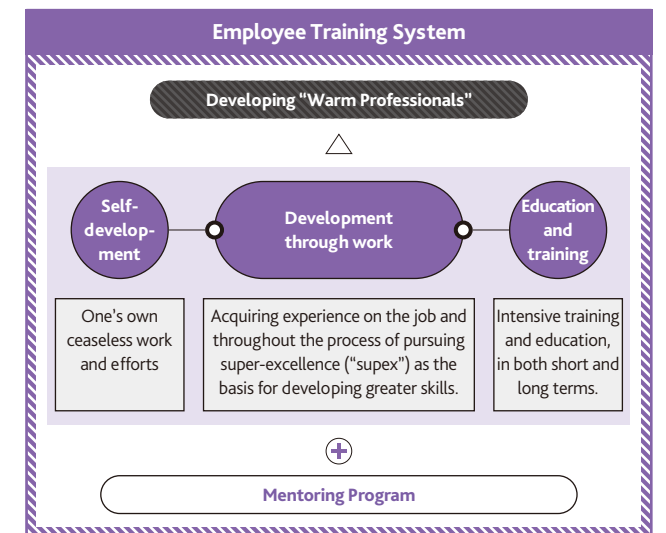 Employee Training System
Developing “Warm Professionals”
Self-
develop-
ment
Development
through work
Education
and
training
One's own
ceaseless work
and efforts
Acquiring experience on the job and
throughout the process of pursuing
super-excellence (“supex”) as the
basis for developing greater skills.
Intensive training
and education,
in both short and
long terms.
Mentoring Program